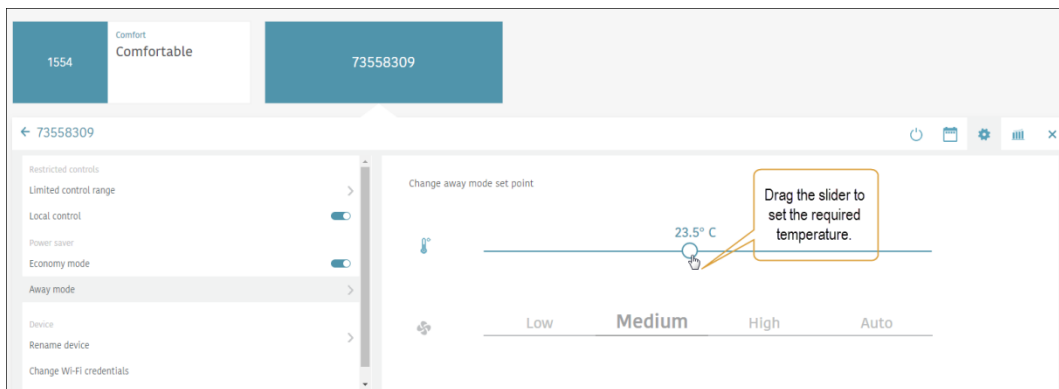 1554
Comfort
Comfortable
73558309
73558309
Restricted controls
Limited control range
Local control
Power saver
Economy mode
Away mode
Device
Rename device
Change Wi-Fi credentials
Change away mode set point
23.5° C
Drag the slider to
set the required
temperature.
Low Medium High Auto